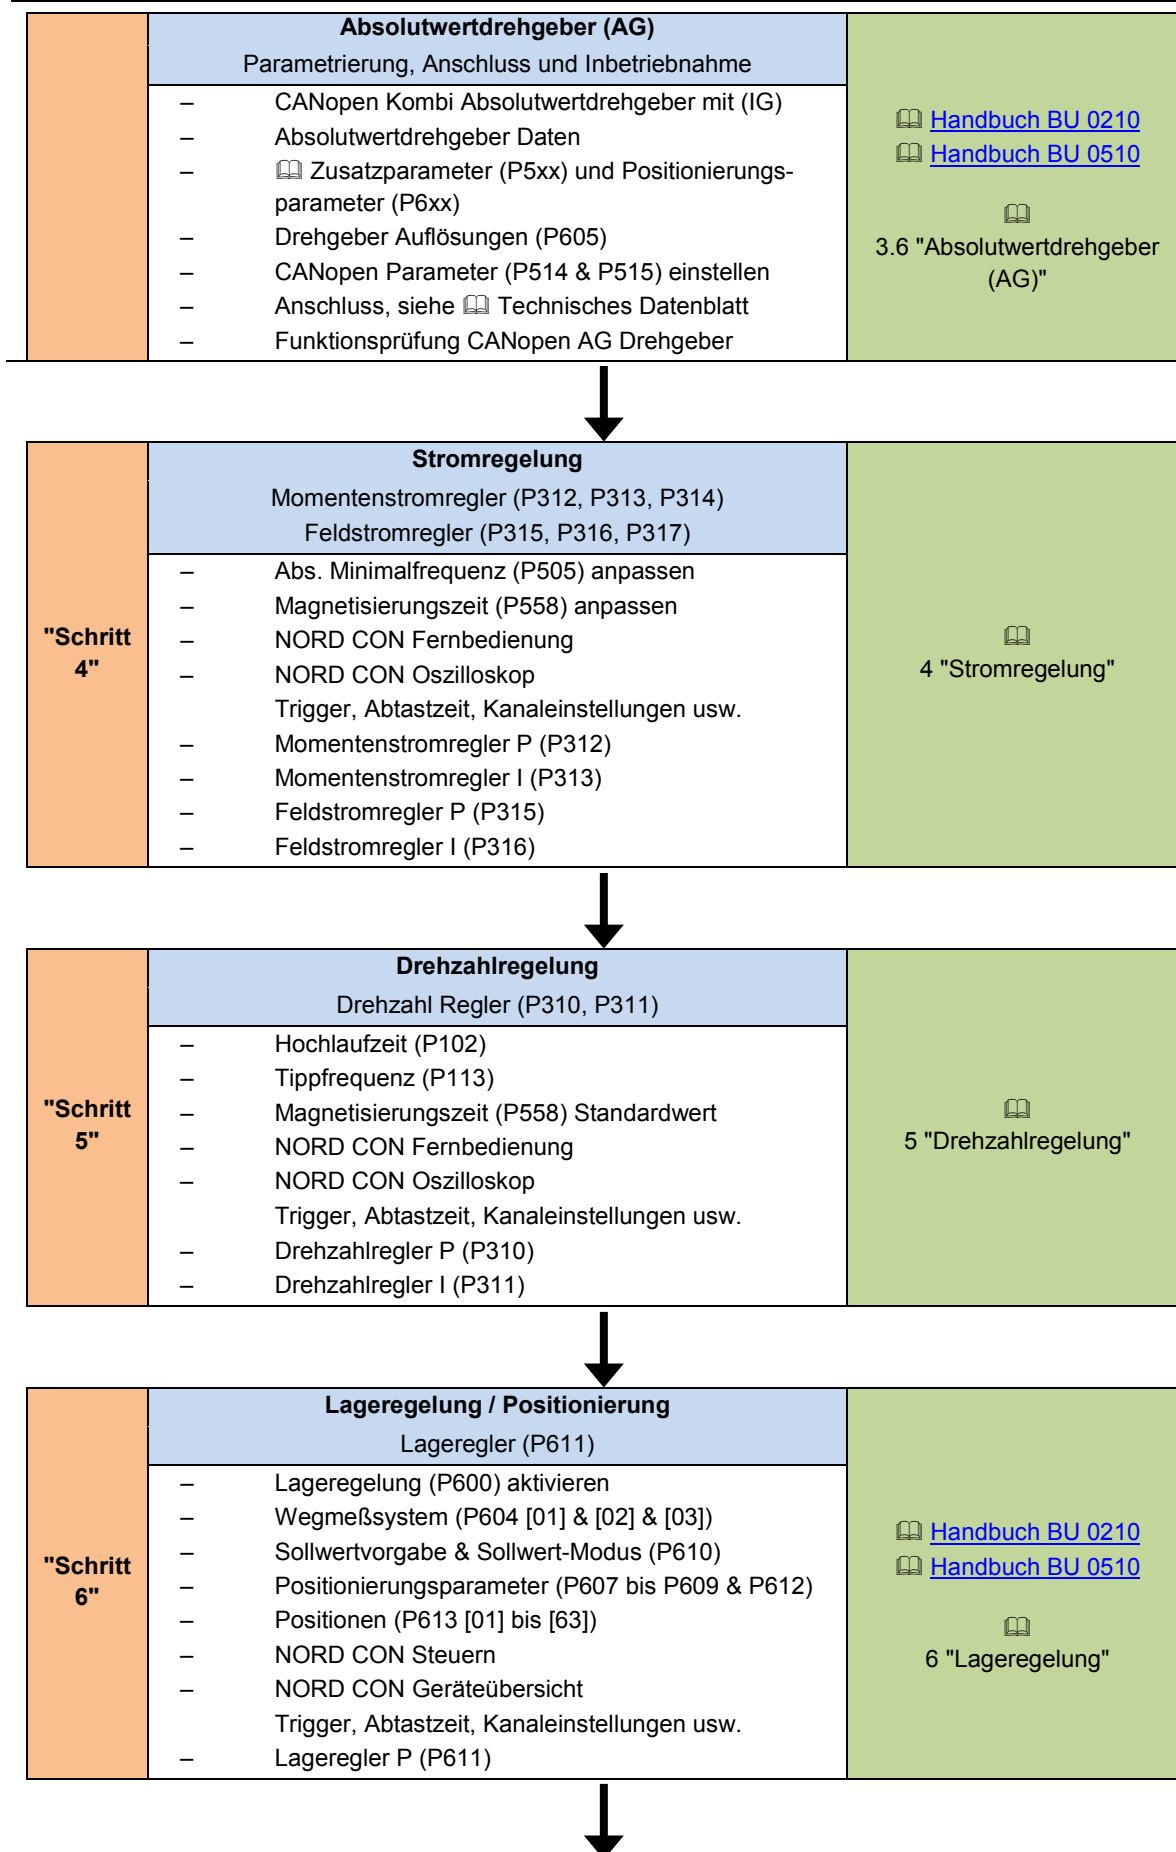 Absolutwertdrehgeber (AG)
Parametrierung, Anschluss und Inbetriebnahme
– CANopen Kombi Absolutwertdrehgeber mit (IG)
– Absolutwertdrehgeber Daten
– 🕮 Zusatzparameter (P5xx) und Positionierungs-
parameter (P6xx)
– Drehgeber Auflösungen (P605)
– CANopen Parameter (P514 & P515) einstellen
– Anschluss, siehe 🕮 Technisches Datenblatt
– Funktionsprüfung CANopen AG Drehgeber
🕮 Handbuch BU 0210
🕮 Handbuch BU 0510
🕮
3.6 "Absolutwertdrehgeber
(AG)"
"Schritt
4"
Stromregelung
Momentenstromregler (P312, P313, P314)
Feldstromregler (P315, P316, P317)
– Abs. Minimalfrequenz (P505) anpassen
– Magnetisierungszeit (P558) anpassen
– NORD CON Fernbedienung
– NORD CON Oszilloskop
Trigger, Abtastzeit, Kanaleinstellungen usw.
– Momentenstromregler P (P312)
– Momentenstromregler I (P313)
– Feldstromregler P (P315)
– Feldstromregler I (P316)
🕮
4 "Stromregelung"
"Schritt
5"
Drehzahlregelung
Drehzahl Regler (P310, P311)
– Hochlaufzeit (P102)
– Tippfrequenz (P113)
– Magnetisierungszeit (P558) Standardwert
– NORD CON Fernbedienung
– NORD CON Oszilloskop
Trigger, Abtastzeit, Kanaleinstellungen usw.
– Drehzahlregler P (P310)
– Drehzahlregler I (P311)
🕮
5 "Drehzahlregelung"
"Schritt
6"
Lageregelung / Positionierung
Lageregler (P611)
– Lageregelung (P600) aktivieren
– Wegmeßsystem (P604 [01] & [02] & [03])
– Sollwertvorgabe & Sollwert-Modus (P610)
– Positionierungsparameter (P607 bis P609 & P612)
– Positionen (P613 [01] bis [63])
– NORD CON Steuern
– NORD CON Geräteübersicht
Trigger, Abtastzeit, Kanaleinstellungen usw.
– Lageregler P (P611)
🕮 Handbuch BU 0210
🕮 Handbuch BU 0510
🕮
6 "Lageregelung"